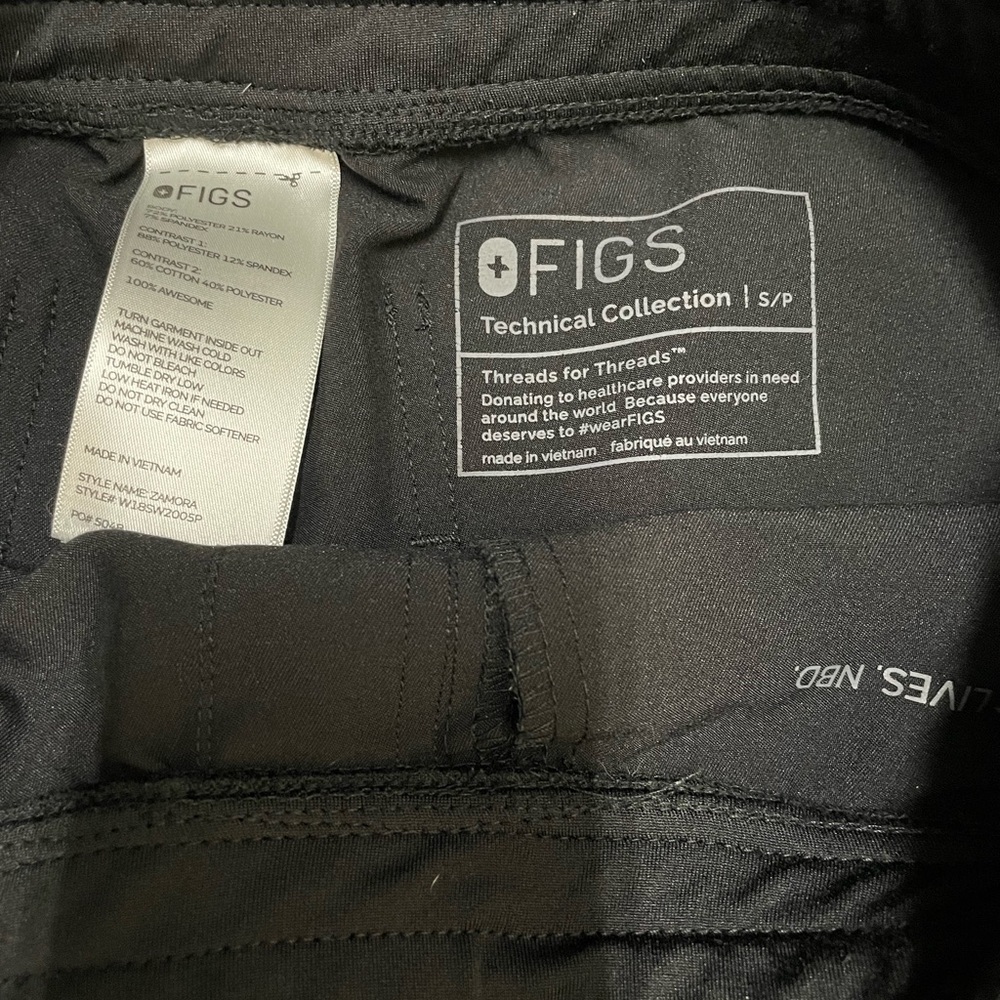 FIGS
BODY:
72% POLYESTER 21% RAYON
7% SPANDEX
CONTRAST 1:
88% POLYESTER 12% SPANDEX
CONTRAST 2:
60% COTTON 40% POLYESTER
100% AWESOME
TURN GARMENT INSIDE OUT
MACHINE WASH COLD
WASH WITH LIKE COLORS
DO NOT BLEACH
TUMBLE DRY LOW
LOW HEAT IRON IF NEEDED
DO NOT DRY CLEAN
DO NOT USE FABRIC SOFTENER
MADE IN VIETNAM
STYLE NAME: ZAMORA
STYLE#: W18SW2005P
PO# 5048
FIGS
Technical Collection | S/P
Threads for Threads™
Donating to healthcare providers in need
around the world Because everyone
deserves to #wearFIGS
made in vietnam fabriqué au vietnam
LIVES. NBD.